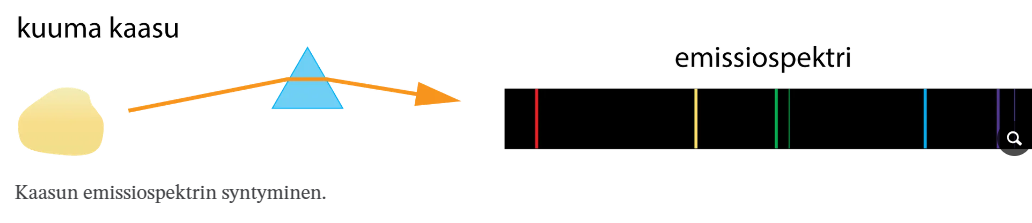 kuuma kaasu
emissiospektri
Kaasun emissiospektrin syntyminen.